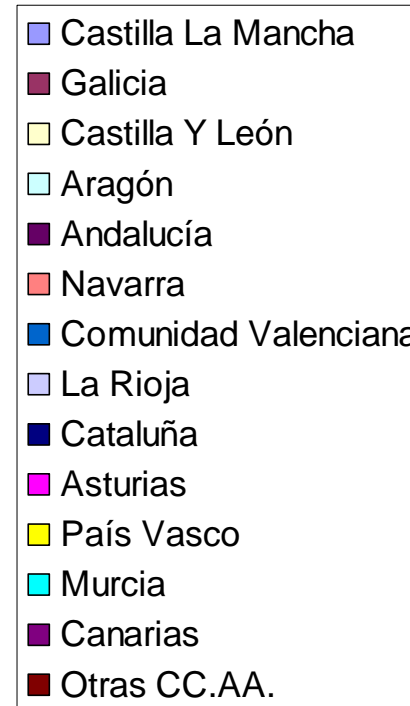 Castilla La Mancha
Galicia
Castilla Y León
Aragón
Andalucía
Navarra
Comunidad Valenciana
La Rioja
Cataluña
Asturias
País Vasco
Murcia
Canarias
Otras CC.AA.